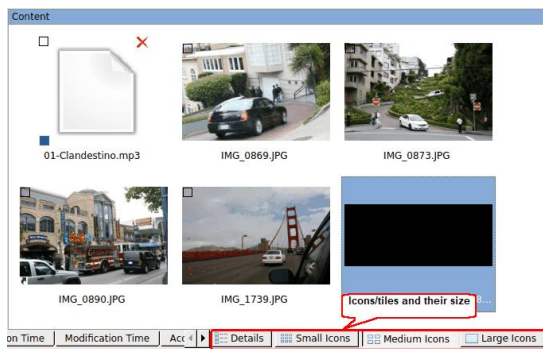 Content
01-Clandestino.mp3
IMG_0869.JPG
IMG_0873.JPG
IMG_0890.JPG
IMG_1739.JPG
Icons/tiles and their size
8...
on Time
Modification Time
Acc
Details
Small Icons
Medium Icons
Large Icons